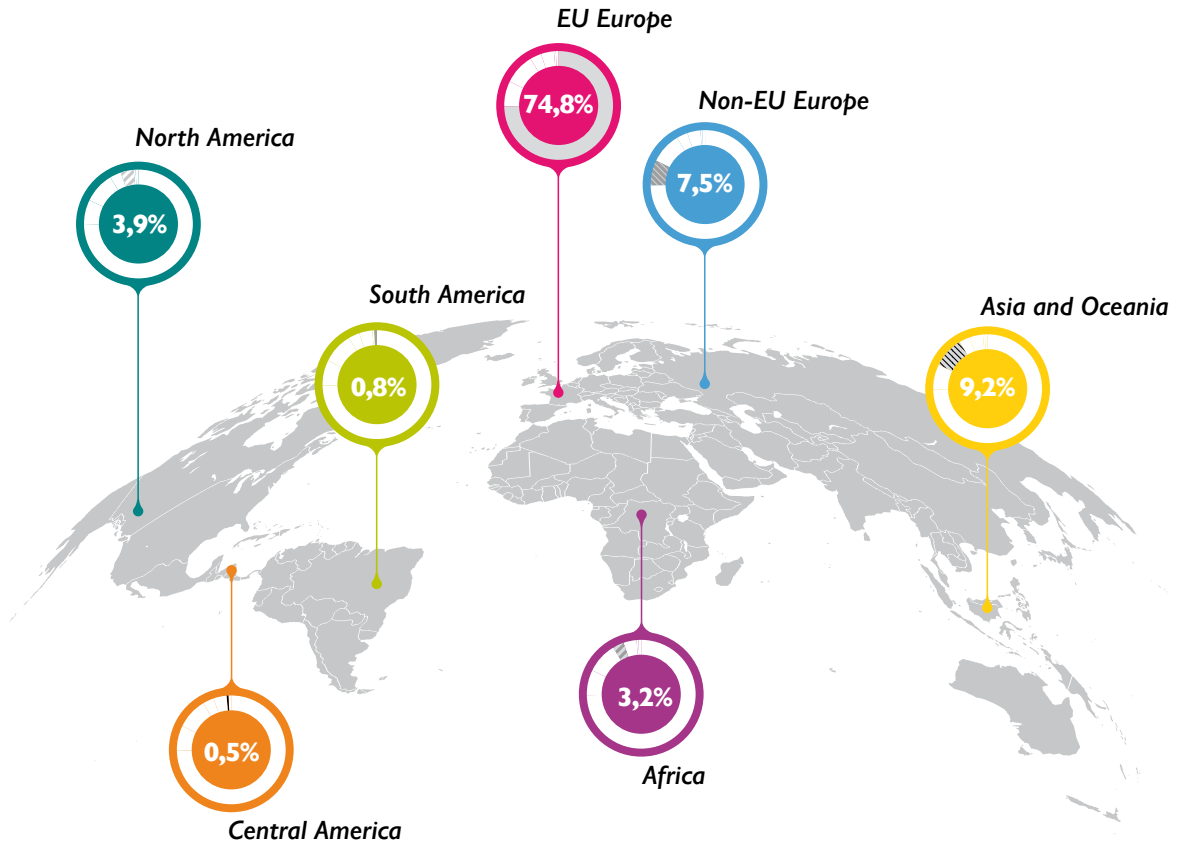 EU Europe
74,8%
Non-EU Europe
7,5%
North America
3,9%
South America
0,8%
Asia and Oceania
9,2%
3,2%
Africa
0,5%
Central America